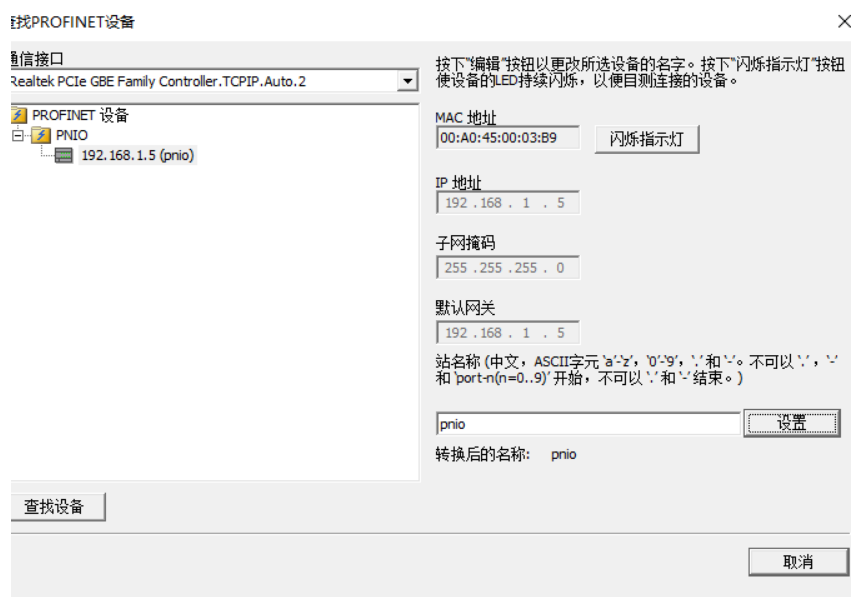 查找PROFINET设备
通信接口
Realtek PCIe GBE Family Controller.TCPIP.Auto.2
PROFINET 设备
PNIO
192.168.1.5 (pnio)
查找设备
按下"编辑"按钮以更改所选设备的名字。按下"闪烁指示灯"按钮
使设备的LED持续闪烁，以便目测连接的设备。
MAC 地址
00:A0:45:00:03:B9
闪烁指示灯
IP 地址
192 . 168 . 1 . 5
子网掩码
255 . 255 . 255 . 0
默认网关
192 . 168 . 1 . 5
站名称 (中文，ASCII字元 'a'-'z'，'0'-'9'，'.' 和 '-'。不可以 '.'，'-'
和 'port-n(n=0..9)' 开始，不可以 '.' 和 '-' 结束。)
pnio
设置
转换后的名称: pnio
取消